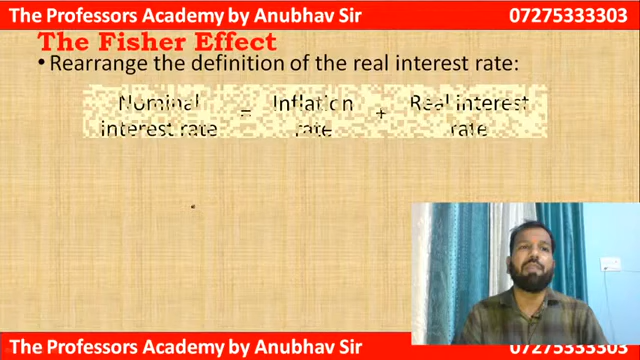 The Professors Academy by Anubhav Sir 07275333303
The Fisher Effect
• Rearrange the definition of the real interest rate:
Nominal interest rate = Inflation rate + Real interest rate
The Professors Academy by Anubhav Sir 07275333303